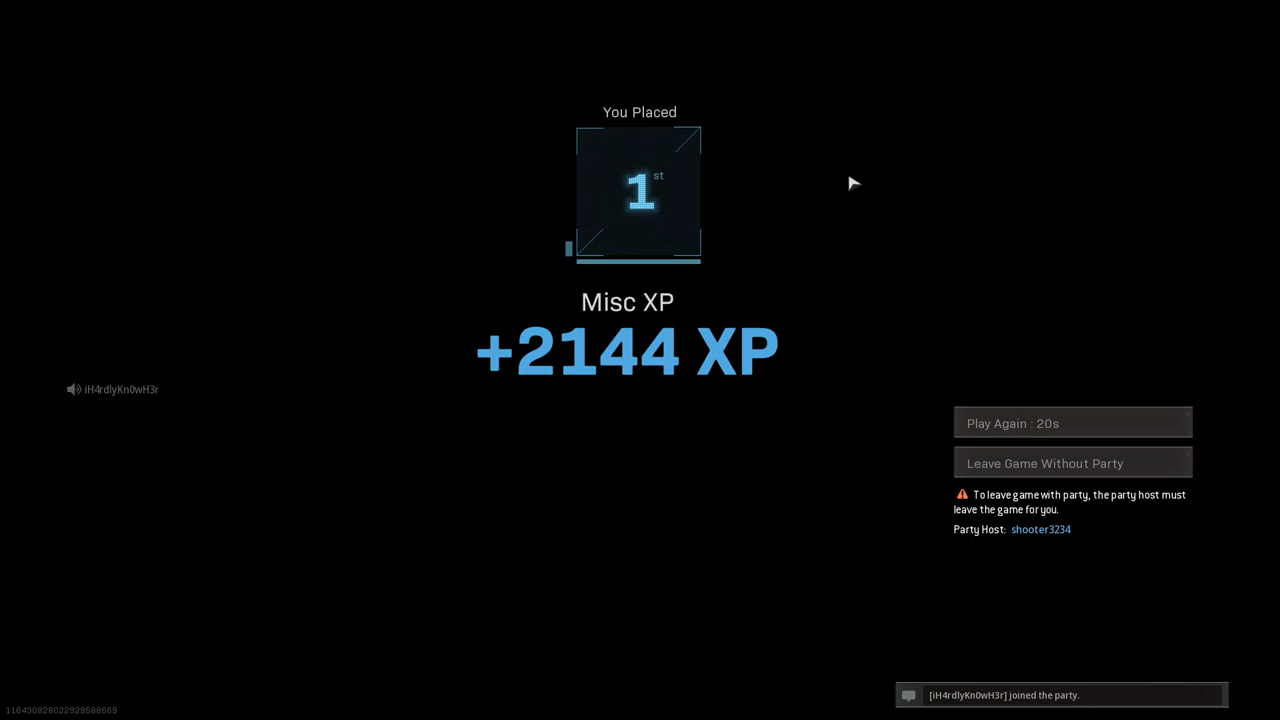 You Placed
1st
Misc XP
+2144 XP
iH4rdlyKn0wH3r
Play Again : 20s
Leave Game Without Party
To leave game with party, the party host must
leave the game for you.
Party Host: shooter3234
[iH4rdlyKn0wH3r] joined the party.